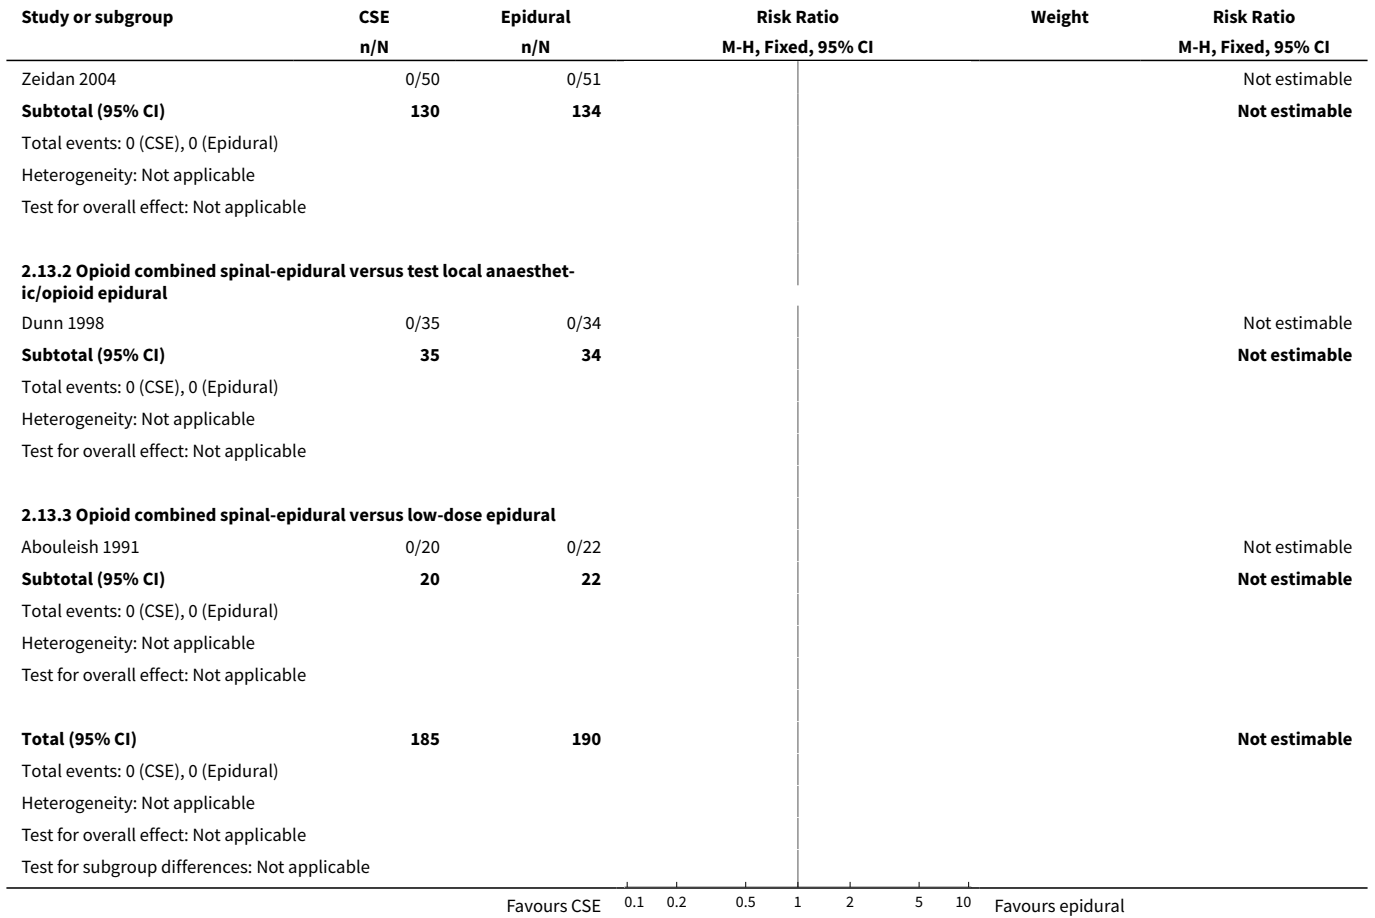 Study or subgroup CSE Epidural Risk Ratio Weight Risk Ratio
n/N n/N M-H, Fixed, 95% CI M-H, Fixed, 95% CI
Zeidan 2004 0/50 0/51 Not estimable
Subtotal (95% CI) 130 134 Not estimable
Total events: 0 (CSE), 0 (Epidural)
Heterogeneity: Not applicable
Test for overall effect: Not applicable
2.13.2 Opioid combined spinal-epidural versus test local anaesthet-
ic/opioid epidural
Dunn 1998 0/35 0/34 Not estimable
Subtotal (95% CI) 35 34 Not estimable
Total events: 0 (CSE), 0 (Epidural)
Heterogeneity: Not applicable
Test for overall effect: Not applicable
2.13.3 Opioid combined spinal-epidural versus low-dose epidural
Abouleish 1991 0/20 0/22 Not estimable
Subtotal (95% CI) 20 22 Not estimable
Total events: 0 (CSE), 0 (Epidural)
Heterogeneity: Not applicable
Test for overall effect: Not applicable
Total (95% CI) 185 190 Not estimable
Total events: 0 (CSE), 0 (Epidural)
Heterogeneity: Not applicable
Test for overall effect: Not applicable
Test for subgroup differences: Not applicable
Favours CSE 0.1 0.2 0.5 1 2 5 10 Favours epidural